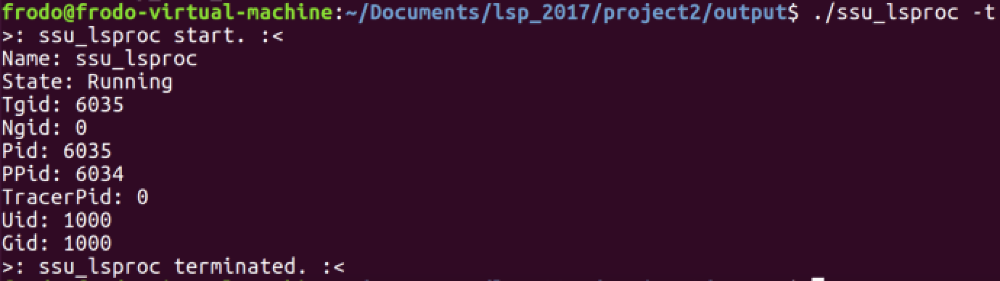 frodo@frodo-virtual-machine:~/Documents/lsp_2017/project2/output$ ./ssu_lsproc -t
>: ssu_lsproc start. :<
Name: ssu_lsproc
State: Running
Tgid: 6035
Ngid: 0
Pid: 6035
PPid: 6034
TracerPid: 0
Uid: 1000
Gid: 1000
>: ssu_lsproc terminated. :<